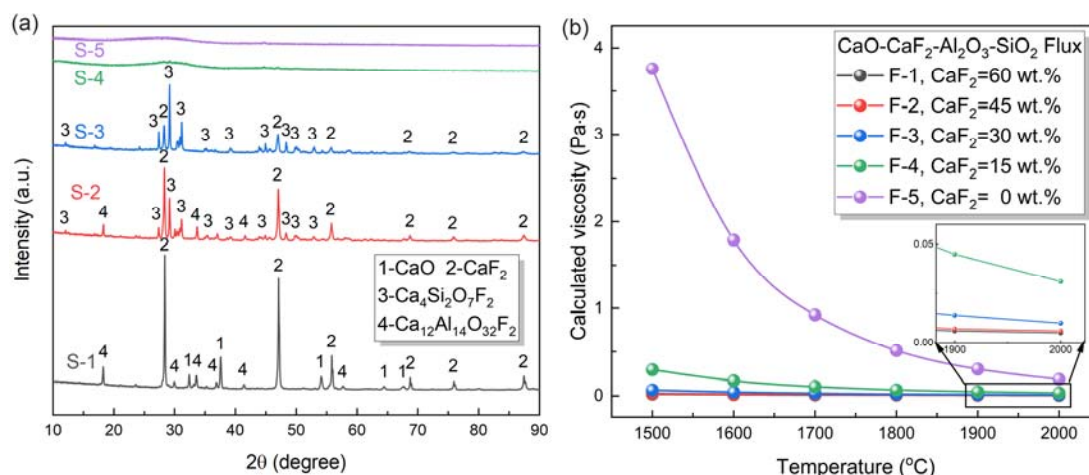 (a)
S-5
S-4
3
3 2 3 3 3 2 3 3 3 2 2 2 2
S-3
2
2
3
S-2
3 4 3 3 4 3 3 4 3 3 3 3 2 2 2 2
2
2
1-CaO 2-CaF₂
3-Ca₄Si₂O₇F₂
4-Ca₁₂Al₁₄O₃₂F₂
S-1
4 4 1 4 4 1 4 1 2 4 1 1 2 2 2
10 20 30 40 50 60 70 80 90
2θ (degree)
Intensity (a.u.)
(b)
CaO-CaF₂-Al₂O₃-SiO₂ Flux
F-1, CaF₂=60 wt.%
F-2, CaF₂=45 wt.%
F-3, CaF₂=30 wt.%
F-4, CaF₂=15 wt.%
F-5, CaF₂= 0 wt.%
4
3
2
1
0
0.05
0.00
1900 2000
1500 1600 1700 1800 1900 2000
Temperature (°C)
Calculated viscosity (Pa·s)